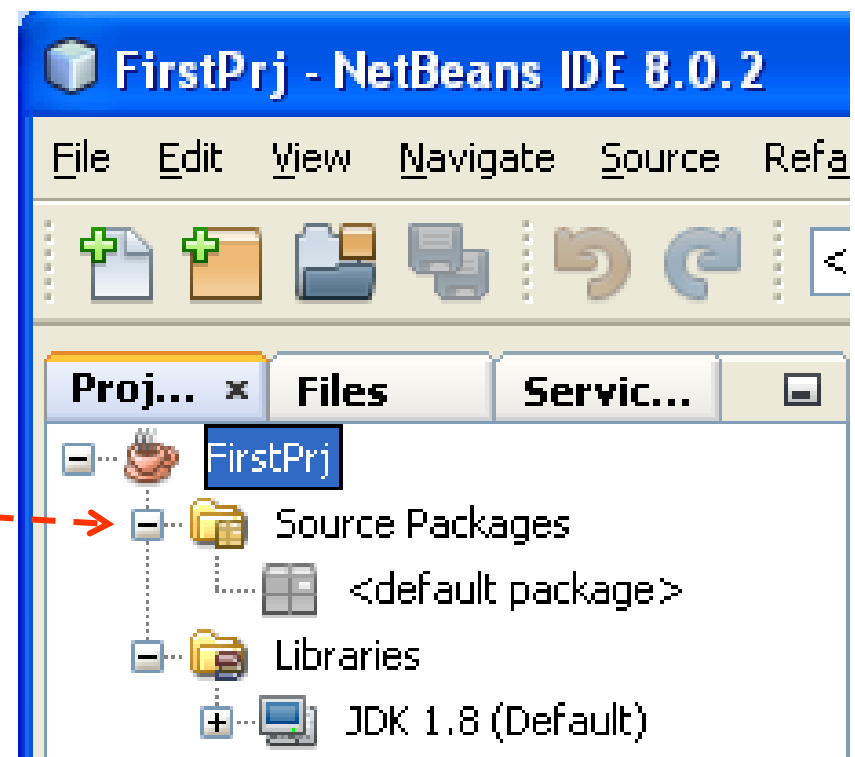 FirstPrj - NetBeans IDE 8.0.2
File Edit View Navigate Source Refa
<
Proj... × Files Servic...
FirstPrj
Source Packages
<default package>
Libraries
JDK 1.8 (Default)